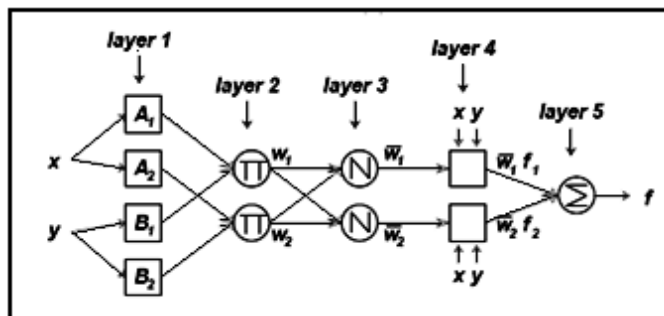 layer 1
layer 2
layer 3
layer 4
layer 5
x y
A₁
A₂
B₁
B₂
x
y
Π
Π
w₁
w₂
N
N
w̅₁
w̅₂
w̅₁ f₁
w̅₂ f₂
x y
Σ
f